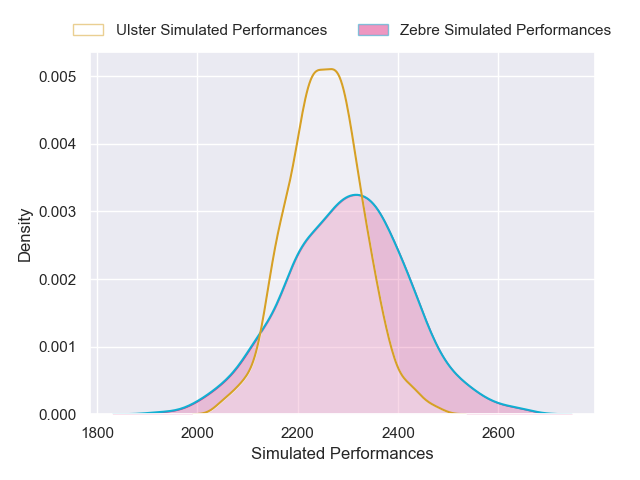 Ulster Simulated Performances Zebre Simulated Performances
0.005
0.004
0.003
0.002
0.001
0.000
Density
1800 2000 2200 2400 2600
Simulated Performances